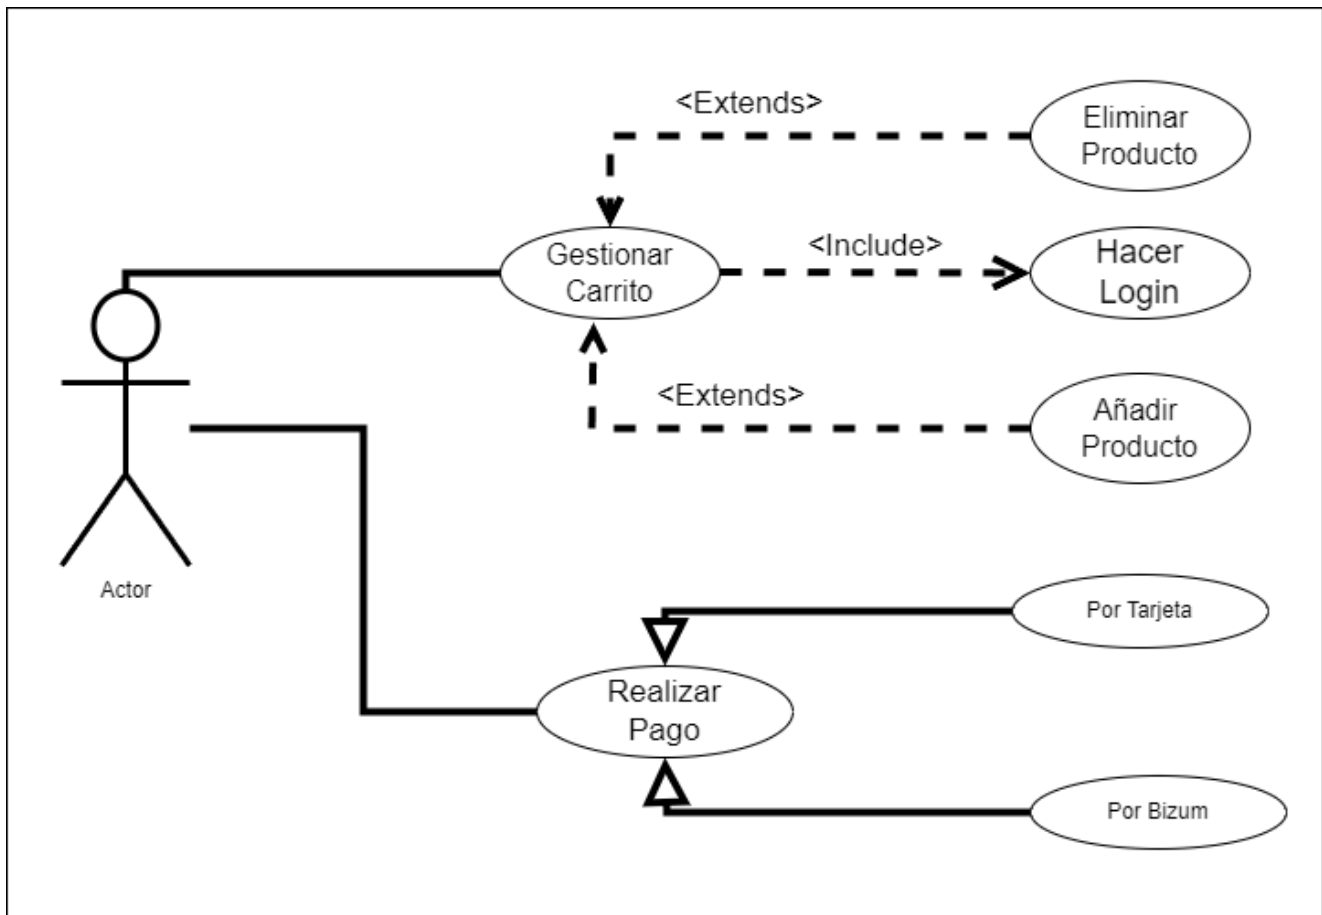 <Extends>
Eliminar
Producto
<Include>
Gestionar
Carrito
Hacer
Login
<Extends>
Añadir
Producto
Actor
Por Tarjeta
Realizar
Pago
Por Bizum